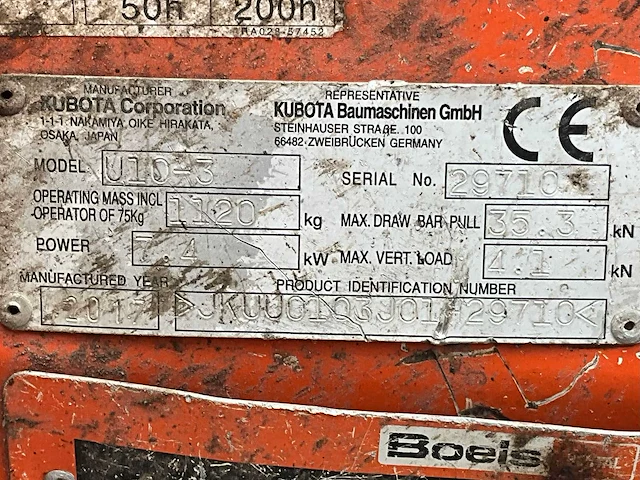 50h 200h
RA028-57452
MANUFACTURER
KUBOTA Corporation
1-1-1 NAKAMIYA OIKE HIRAKATA,
OSAKA, JAPAN
REPRESENTATIVE
KUBOTA Baumaschinen GmbH
STEINHAUSER STRAßE. 100
66482 ZWEIBRÜCKEN GERMANY
CE
MODEL U10-3
SERIAL No. 29710
OPERATING MASS INCL
OPERATOR OF 75Kg 1120 kg
MAX. DRAW BAR PULL 35.3 kN
POWER 7.4 kW
MAX. VERT. LOAD 4.1 kN
MANUFACTURED YEAR
PRODUCT IDENTIFICATION NUMBER
2017
Boels